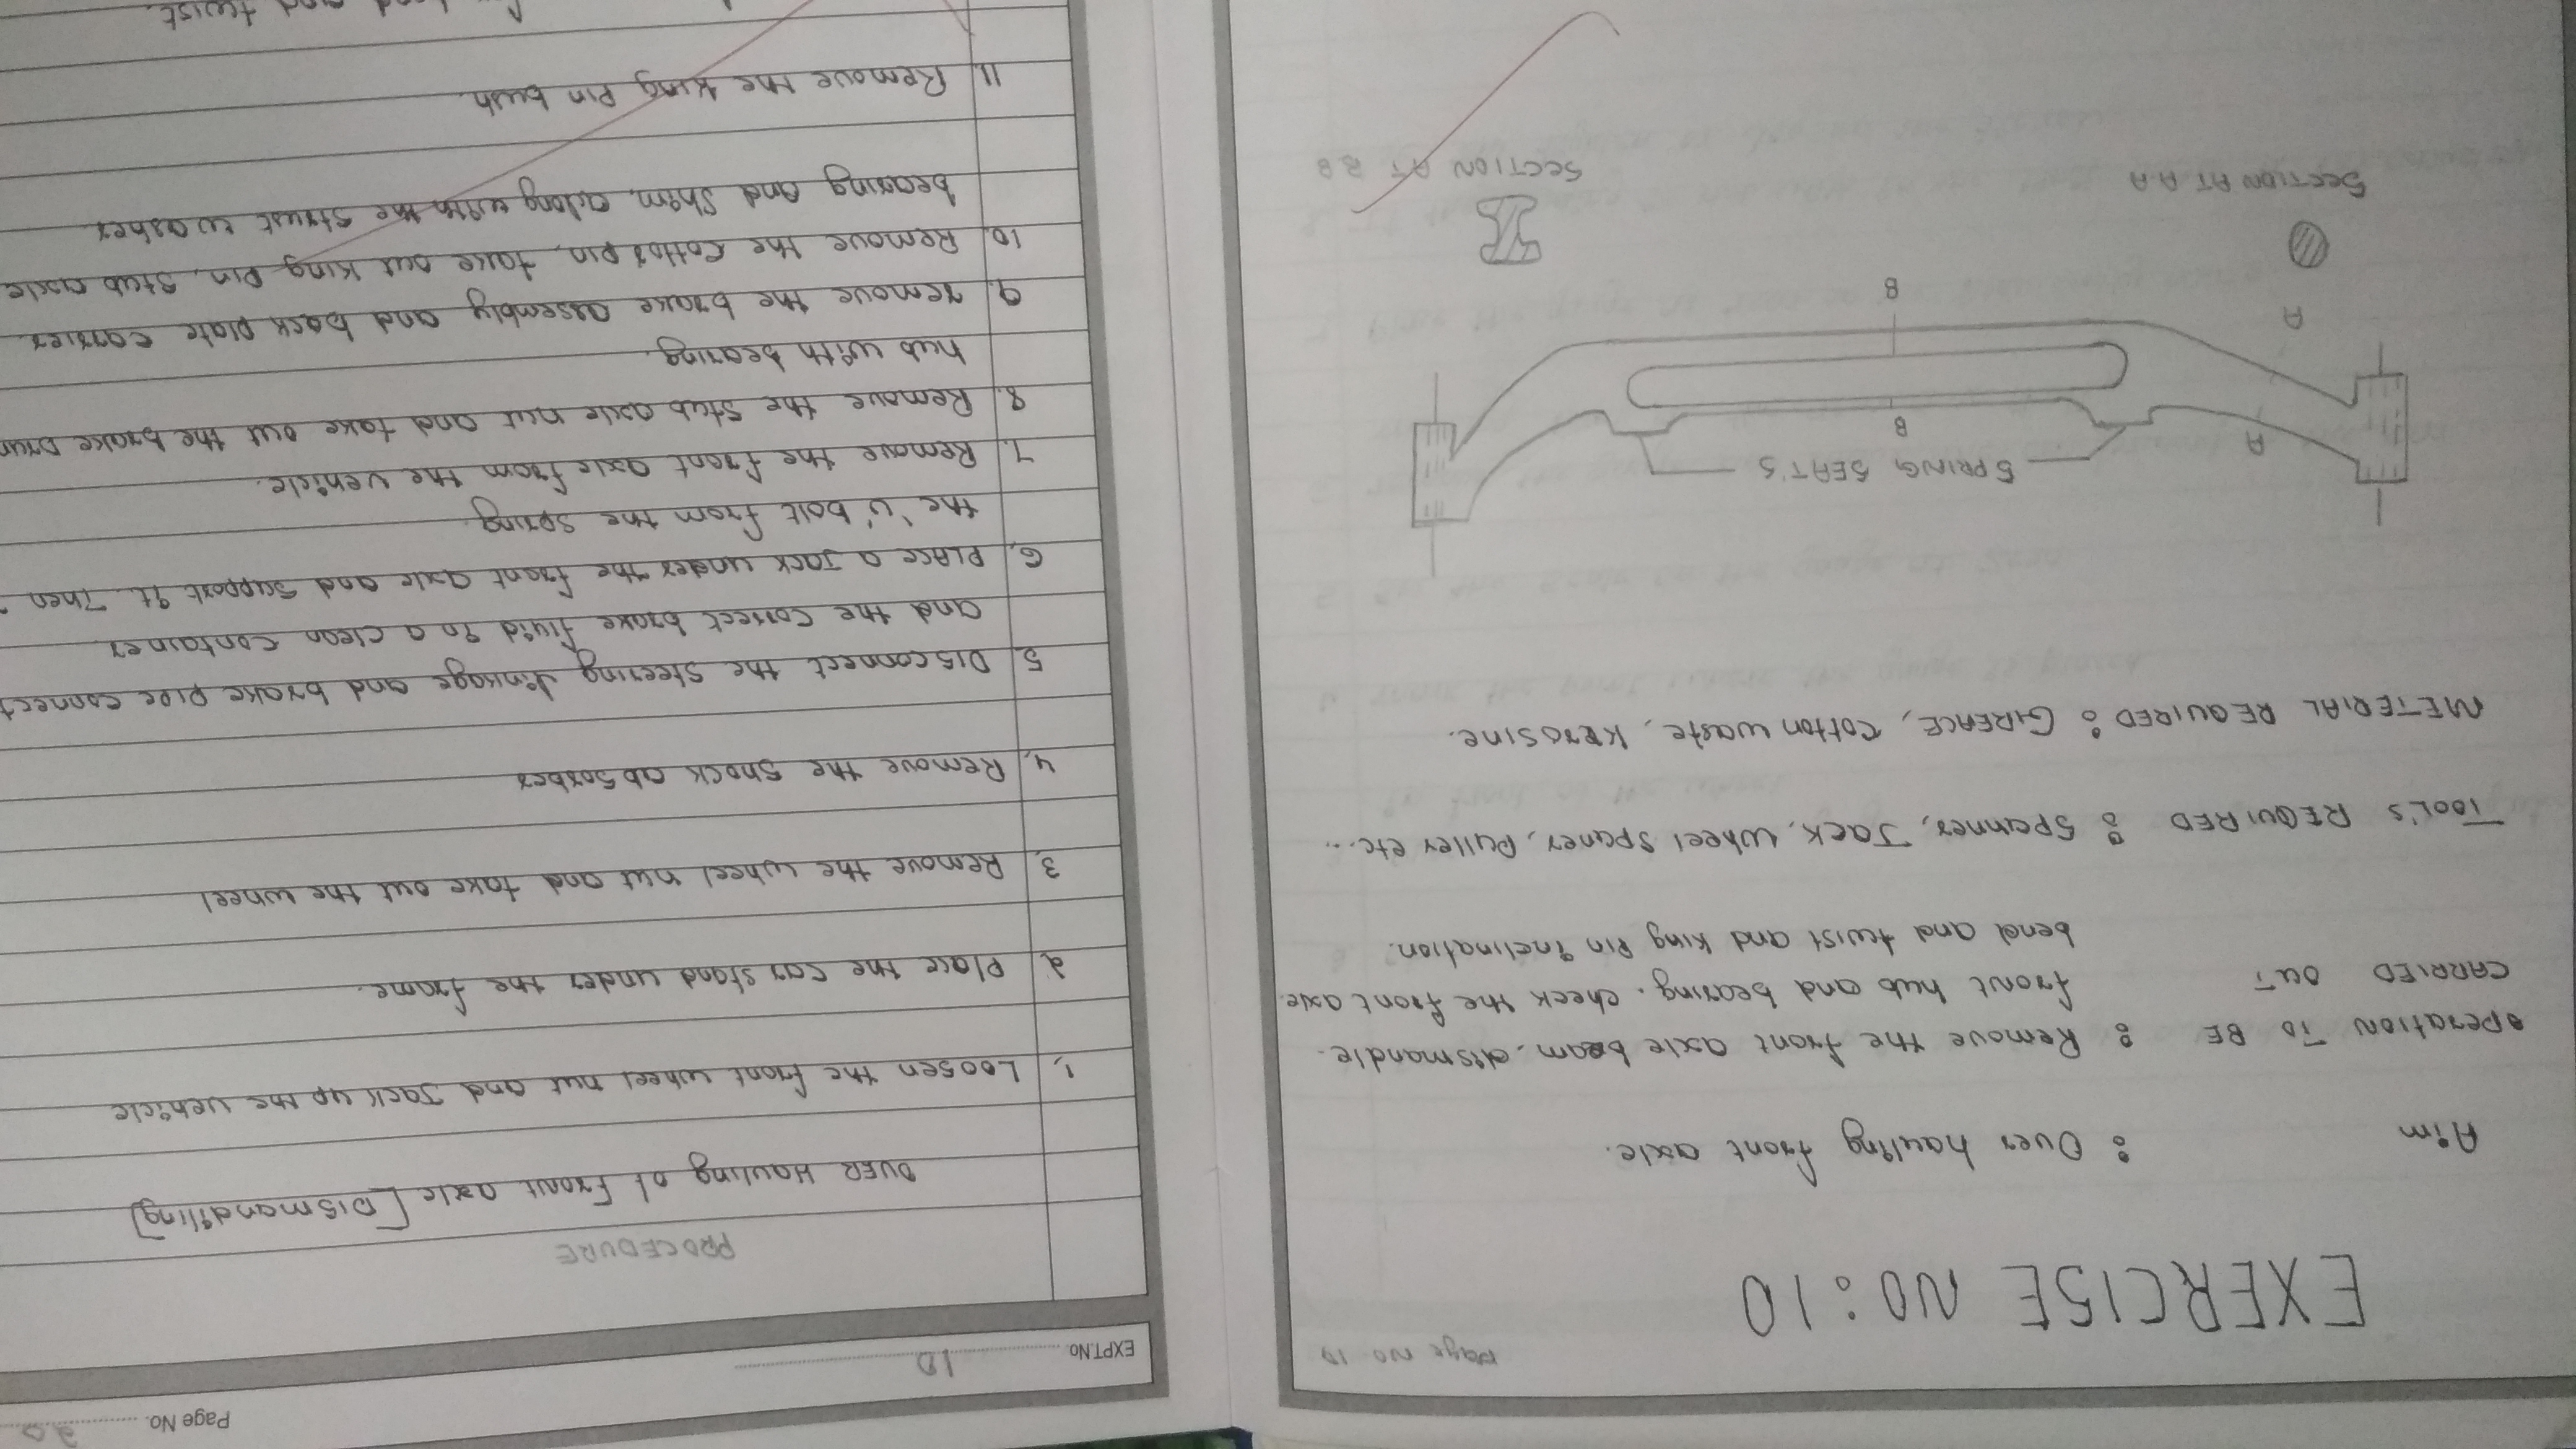 Page No 19
EXERCISE NO:10
Aim : Over hauling front axle.
OPERATION TO BE : Remove the front axle beam, dismandle.
CARRIED OUT front hub and bearing. check the front axle
bend and twist and king Pin inclination.
TOOL'S REQUIRED : Spanner, Jack, wheel spaner, Puller etc...
METERIAL REQUIRED : GREACE, cotton waste, kerosine.
SPRING SEAT'S
A
B
A
B
SECTION AT A A
SECTION AT B B
Page No. 20
EXPT.NO. 10
PROCEDURE
OVER Hauling of front axle [Dismandling]
1, Loosen the front wheel nut and Jack up the vehicle
2. Place the car stand under the frame.
3, Remove the wheel nut and take out the wheel
4, Remove the Shock absorber
5. Disconnect the steering linkage and brake pipe connect
and the correct brake fluid in a clean container.
6, PLACE a Jack under the front axle and support it. Then
the 'U' bolt from the spring.
7. Remove the front axle from the vehicle.
8. Remove the Stub axle nut and take out the brake Drum
hub with bearing.
9. remove the brake assembly and back plate carrier.
10. Remove the Cotter pin, take out king Pin, Stub axle
bearing and Shim, along with the Strust washer
11. Remove the king Pin bush.
and twist.